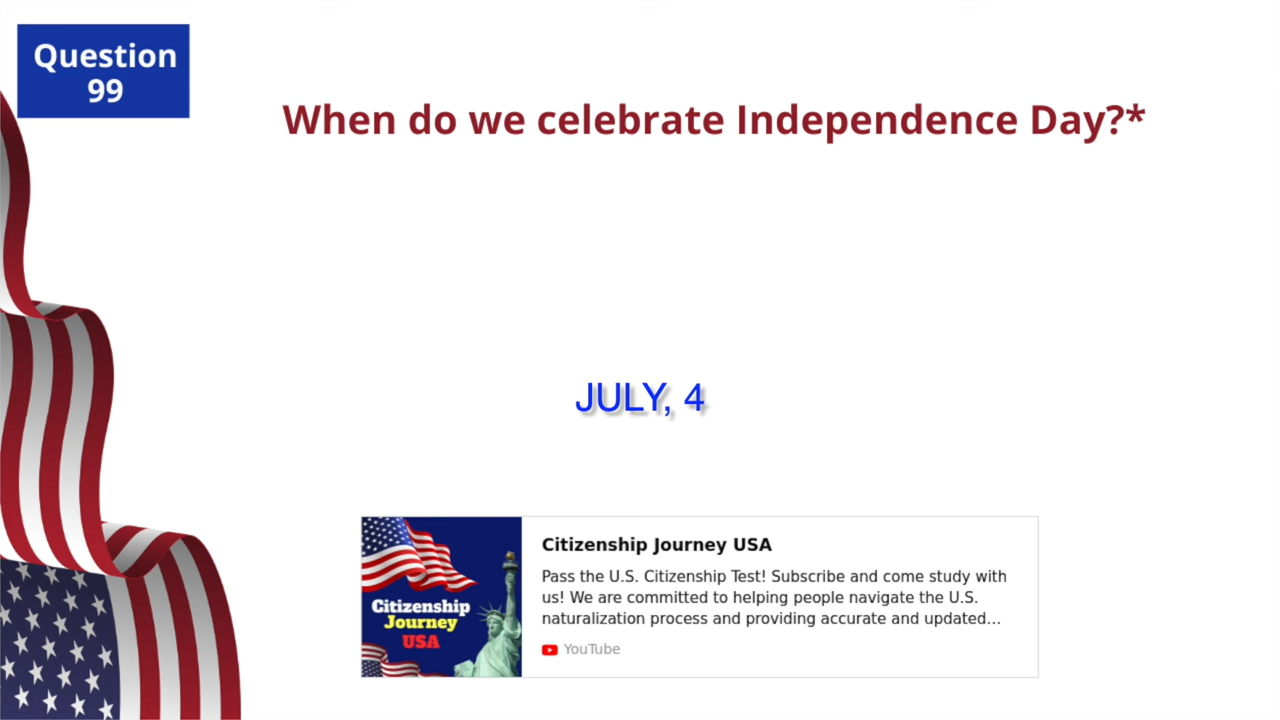 Question
99
When do we celebrate Independence Day?*
JULY, 4
Citizenship Journey USA
Pass the U.S. Citizenship Test! Subscribe and come study with
us! We are committed to helping people navigate the U.S.
naturalization process and providing accurate and updated...
YouTube
Citizenship
Journey
USA